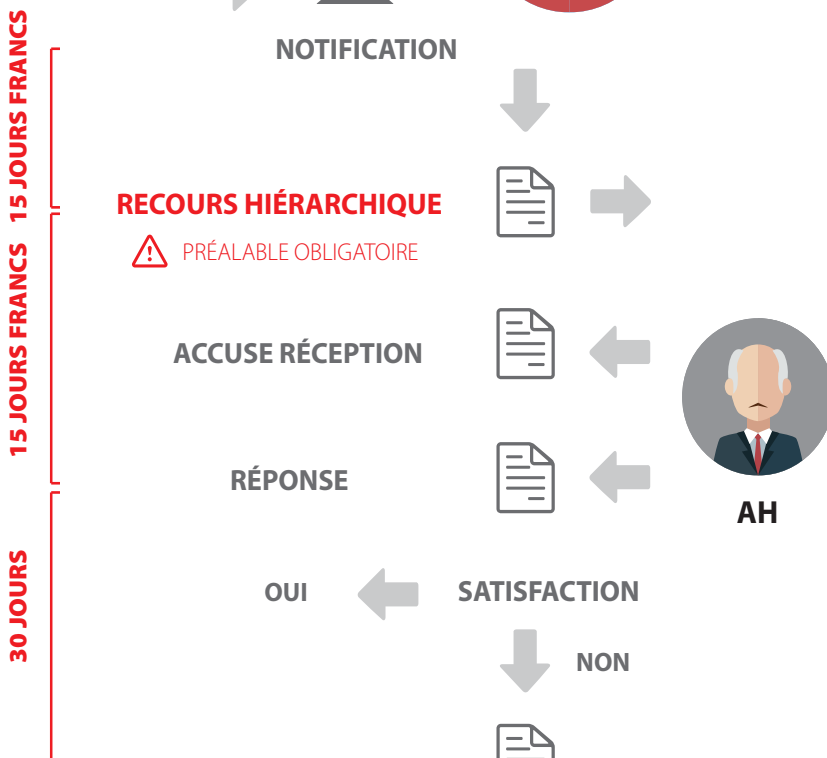 15 JOURS FRANCS
NOTIFICATION
RECOURS HIÉRARCHIQUE
PRÉALABLE OBLIGATOIRE
15 JOURS FRANCS
ACCUSE RÉCEPTION
RÉPONSE
AH
30 JOURS
OUI
SATISFACTION
NON